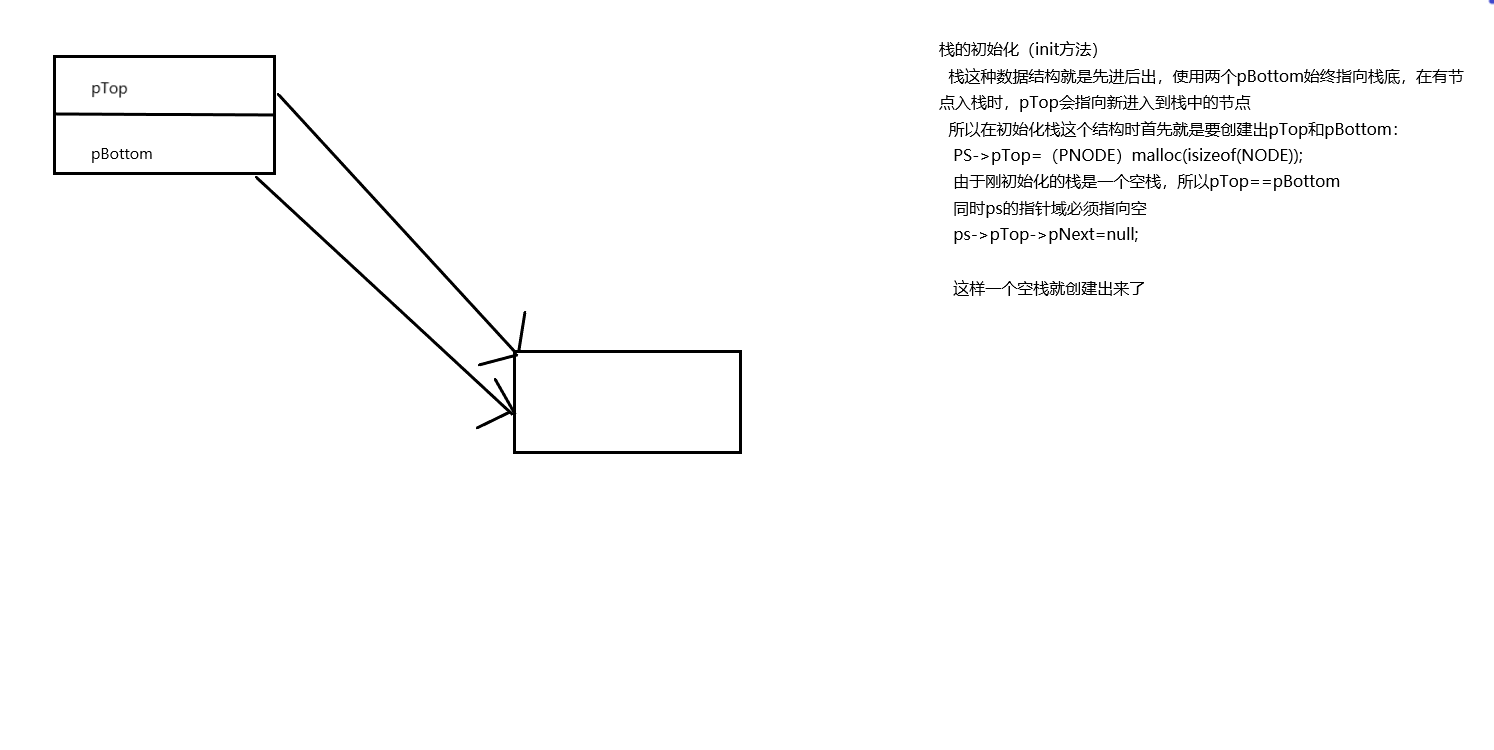 pTop
pBottom
栈的初始化（init方法）
栈这种数据结构就是先进后出，使用两个pBottom始终指向栈底，在有节
点入栈时，pTop会指向新进入到栈中的节点
所以在初始化栈这个结构时首先就是要创建出pTop和pBottom：
PS->pTop=（PNODE）malloc(isizeof(NODE));
由于刚初始化的栈是一个空栈，所以pTop==pBottom
同时ps的指针域必须指向空
ps->pTop->pNext=null;
这样一个空栈就创建出来了